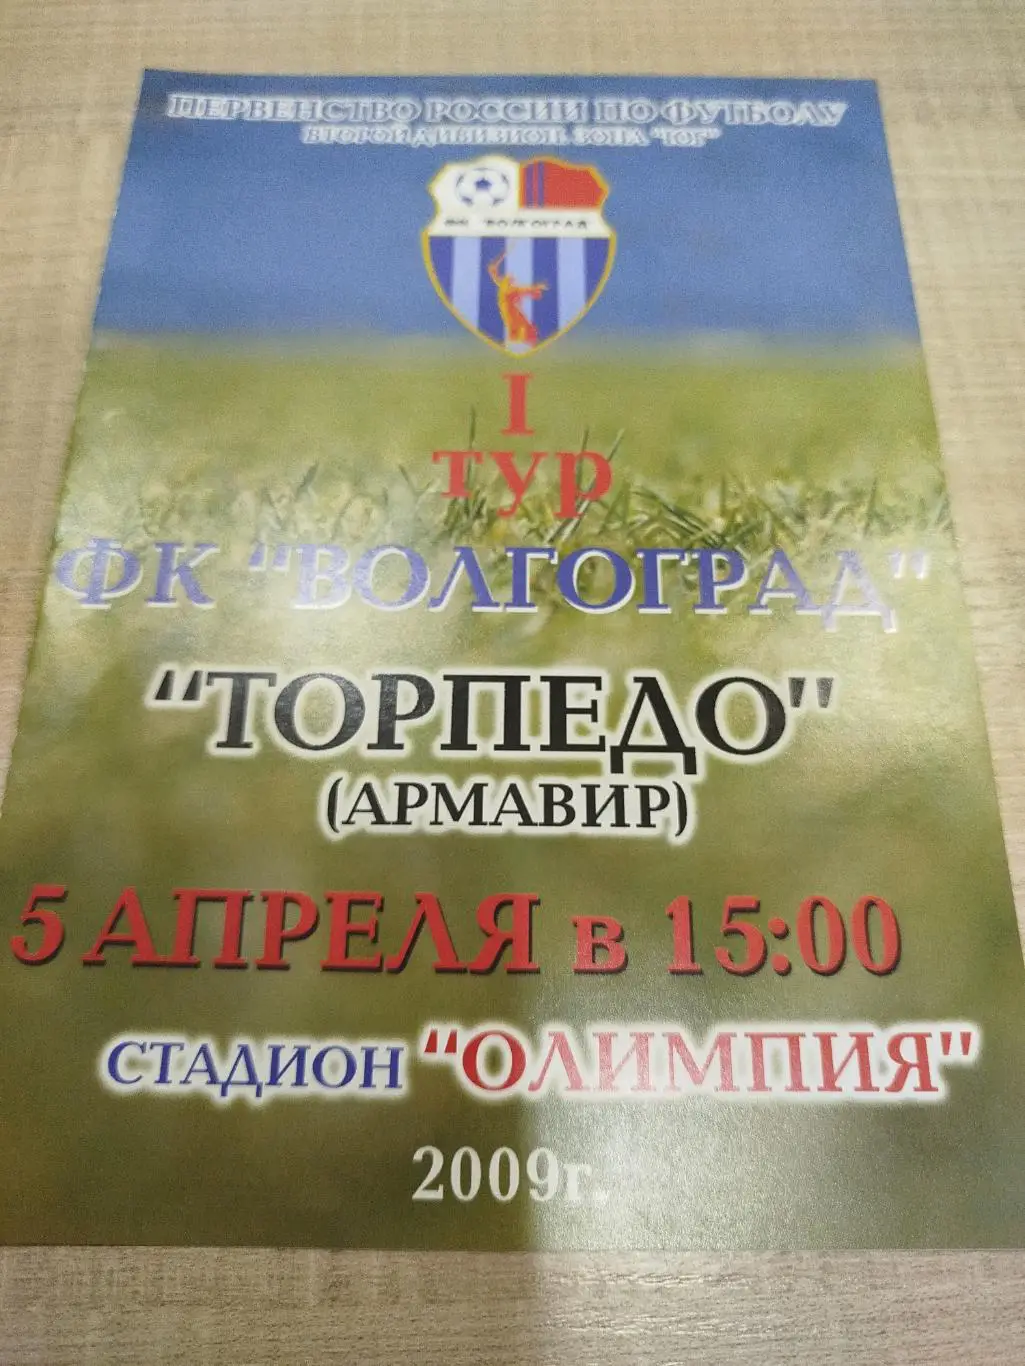 ПЕРВЕНСТВО РОССИИ ПО ФУТБОЛУ
ВТОРОЙ ДИВИЗИОН. ЗОНА "ЮГ"
ФК "ВОЛГОГРАД"
I
тур
ФК "ВОЛГОГРАД"
"ТОРПЕДО"
(АРМАВИР)
5 АПРЕЛЯ в 15:00
СТАДИОН "ОЛИМПИЯ"
2009г.